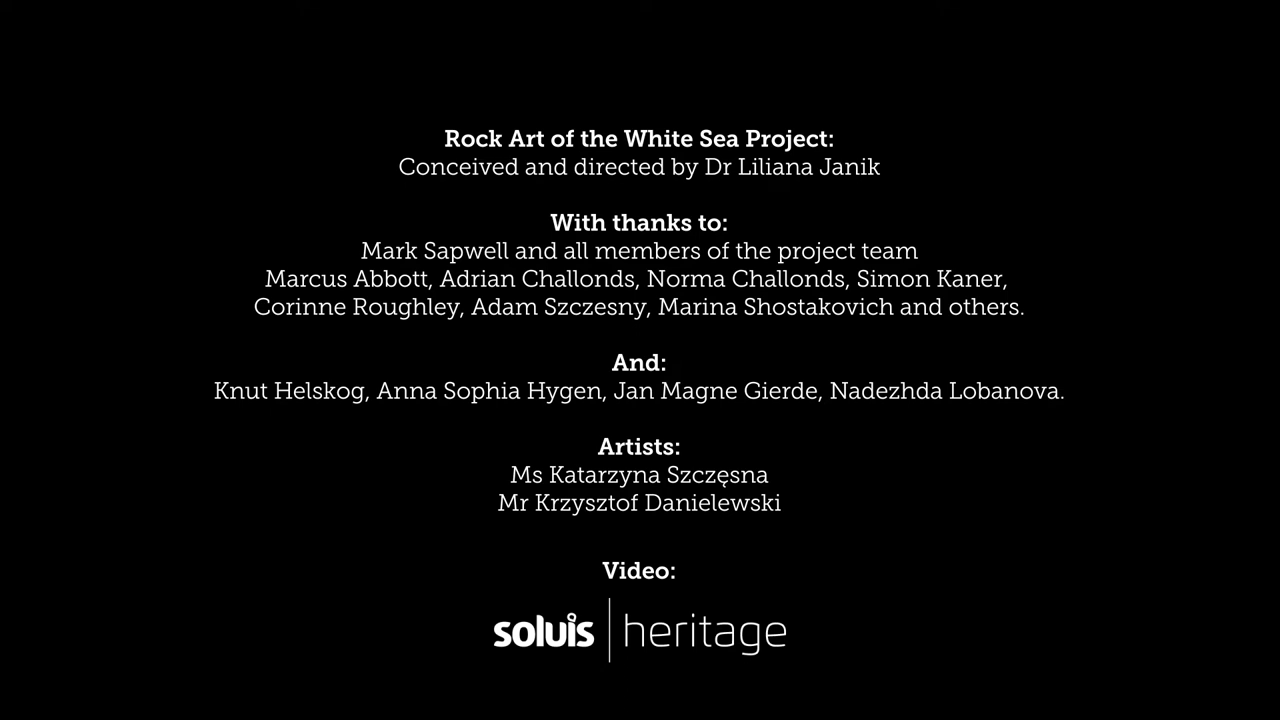 Rock Art of the White Sea Project:
Conceived and directed by Dr Liliana Janik
With thanks to:
Mark Sapwell and all members of the project team
Marcus Abbott, Adrian Challonds, Norma Challonds, Simon Kaner,
Corinne Roughley, Adam Szczesny, Marina Shostakovich and others.
And:
Knut Helskog, Anna Sophia Hygen, Jan Magne Gierde, Nadezhda Lobanova.
Artists:
Ms Katarzyna Szczęsna
Mr Krzysztof Danielewski
Video:
soluis | heritage